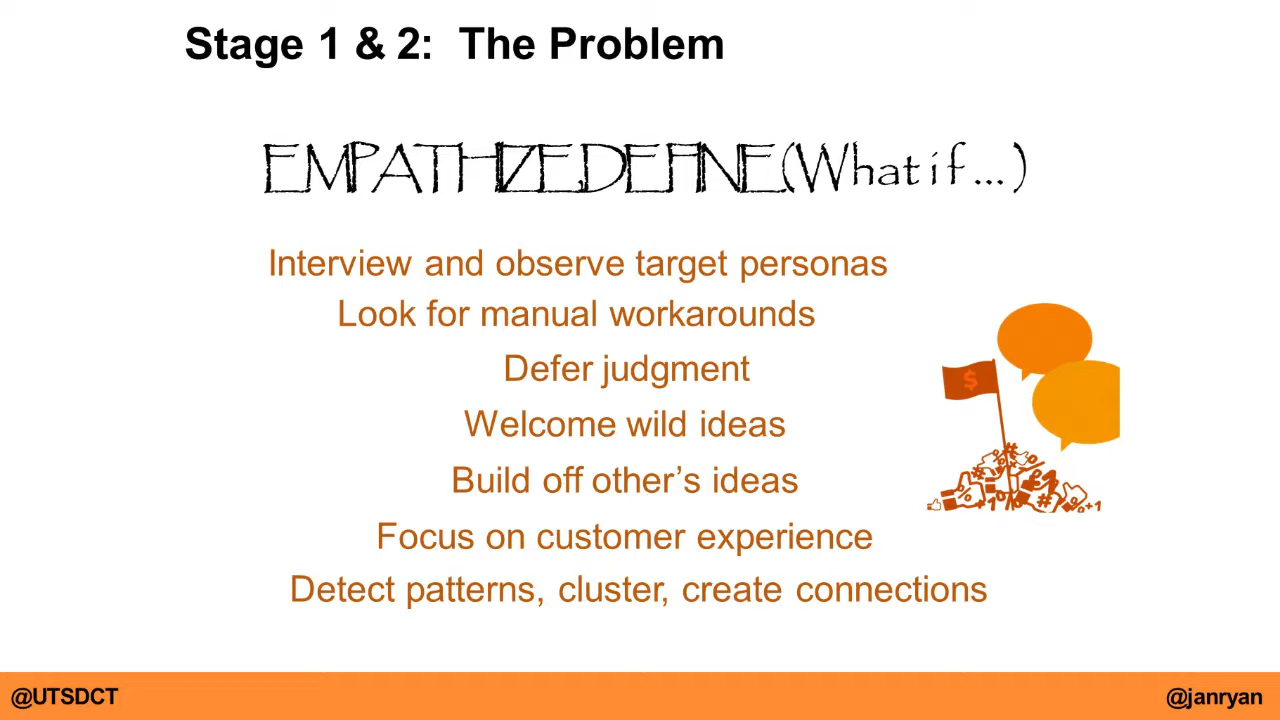 Stage 1 & 2: The Problem
EMPATHIZE,DEFINE(What if...)
Interview and observe target personas
Look for manual workarounds
Defer judgment
Welcome wild ideas
Build off other’s ideas
Focus on customer experience
Detect patterns, cluster, create connections
$
@UTSDCT
@janryan